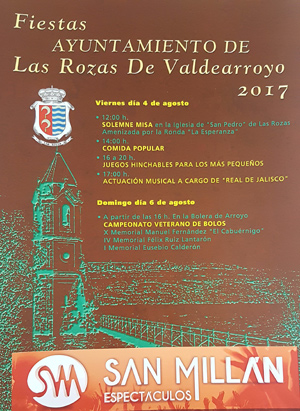 Fiestas
AYUNTAMIENTO DE
Las Rozas De Valdearroyo
2017
Viernes día 4 de agosto
• 12:00 h.
SOLEMNE MISA en la Iglesia de "San Pedro" de Las Rozas
Amenizada por la Ronda "La Esperanza"
• 14:00 h.
COMIDA POPULAR
• 16 a 20 h.
JUEGOS HINCHABLES PARA LOS MÁS PEQUEÑOS
• 17:00 h.
ACTUACIÓN MUSICAL A CARGO DE "REAL DE JALISCO"
Domingo día 6 de agosto
• A partir de las 16 h. En la Bolera de Arroyo
CAMPEONATO VETERANO DE BOLOS
X Memorial Manuel Fernández "El Cabuérnigo"
IV Memorial Félix Ruiz Lantarón
I Memorial Eusebio Calderón
SM SAN MILLÁN
ESPECTÁCULOS